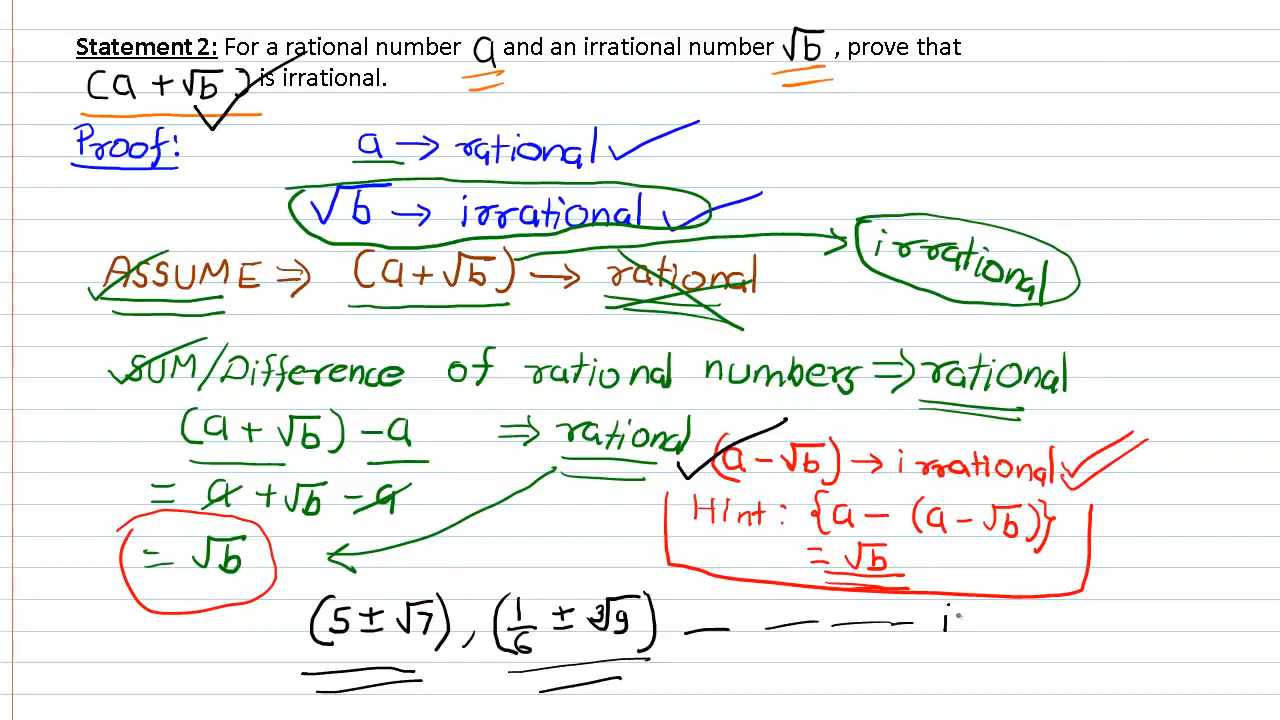 Statement 2: For a rational number a and an irrational number √b, prove that
(a + √b) is irrational.
Proof:
a → rational
√b → irrational
ASSUME ⇒ (a + √b) → rational
irrational
SUM/Difference of rational numbers ⇒ rational
(a + √b) - a ⇒ rational
= a + √b - a
= √b
(a - √b) → irrational
Hint: {a - (a - √b)}
= √b
(5 ± √7), (1/6 ± ∛9) — — — i